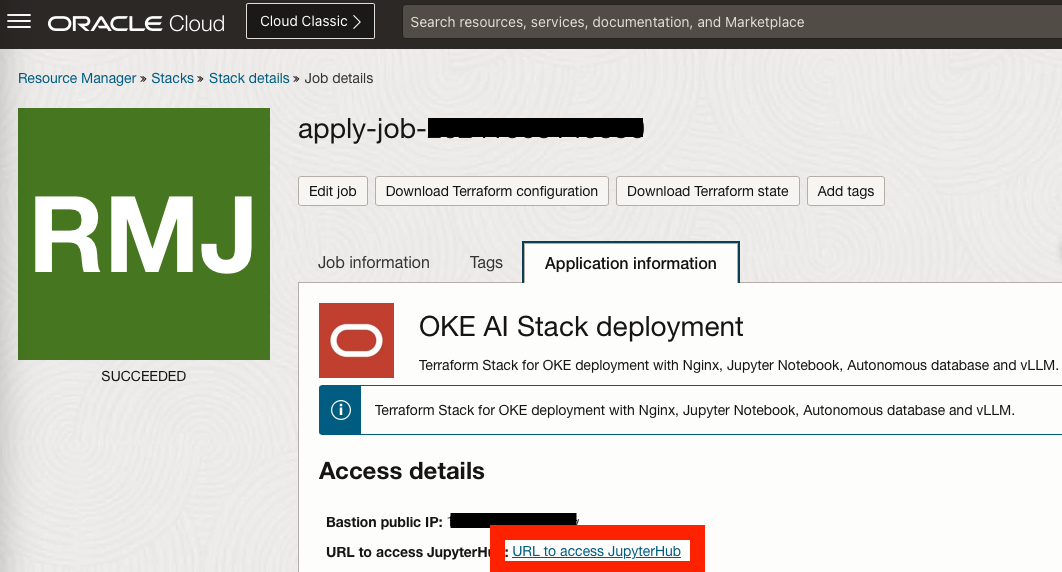 ORACLE Cloud
Cloud Classic
Search resources, services, documentation, and Marketplace
Resource Manager » Stacks » Stack details » Job details
RMJ
SUCCEEDED
apply-job-
Edit job
Download Terraform configuration
Download Terraform state
Add tags
Job information
Tags
Application information
OKE AI Stack deployment
Terraform Stack for OKE deployment with Nginx, Jupyter Notebook, Autonomous database and vLLM.
Terraform Stack for OKE deployment with Nginx, Jupyter Notebook, Autonomous database and vLLM.
Access details
Bastion public IP:
URL to access JupyterH : URL to access JupyterHub